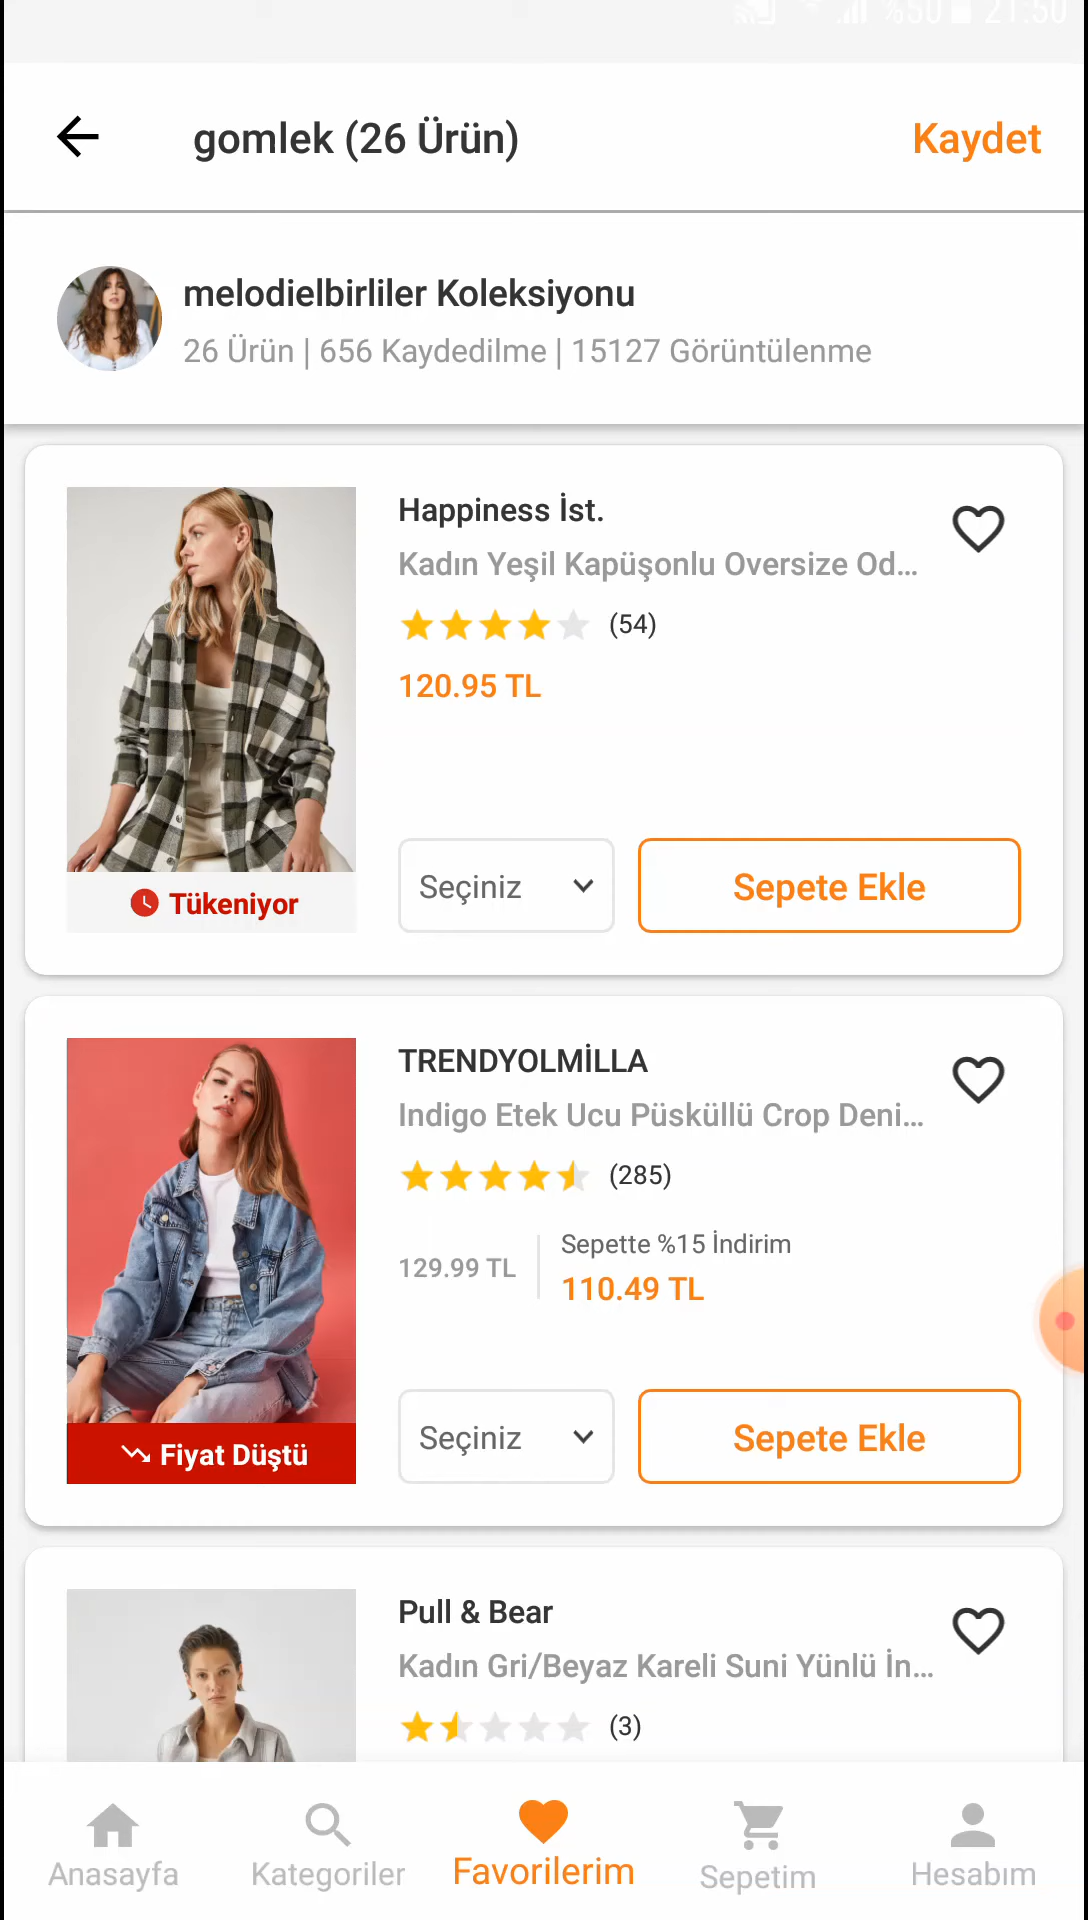 %50 21:50
gomlek (26 Ürün)
Kaydet
melodielbirliler Koleksiyonu
26 Ürün | 656 Kaydedilme | 15127 Görüntülenme
Happiness İst.
Kadın Yeşil Kapüşonlu Oversize Od...
(54)
120.95 TL
Tükeniyor
Seçiniz
Sepete Ekle
TRENDYOLMİLLA
Indigo Etek Ucu Püsküllü Crop Deni...
(285)
129.99 TL
Sepette %15 İndirim
110.49 TL
Fiyat Düştü
Seçiniz
Sepete Ekle
Pull & Bear
Kadın Gri/Beyaz Kareli Suni Yünlü İn...
(3)
Anasayfa
Kategoriler
Favorilerim
Sepetim
Hesabım